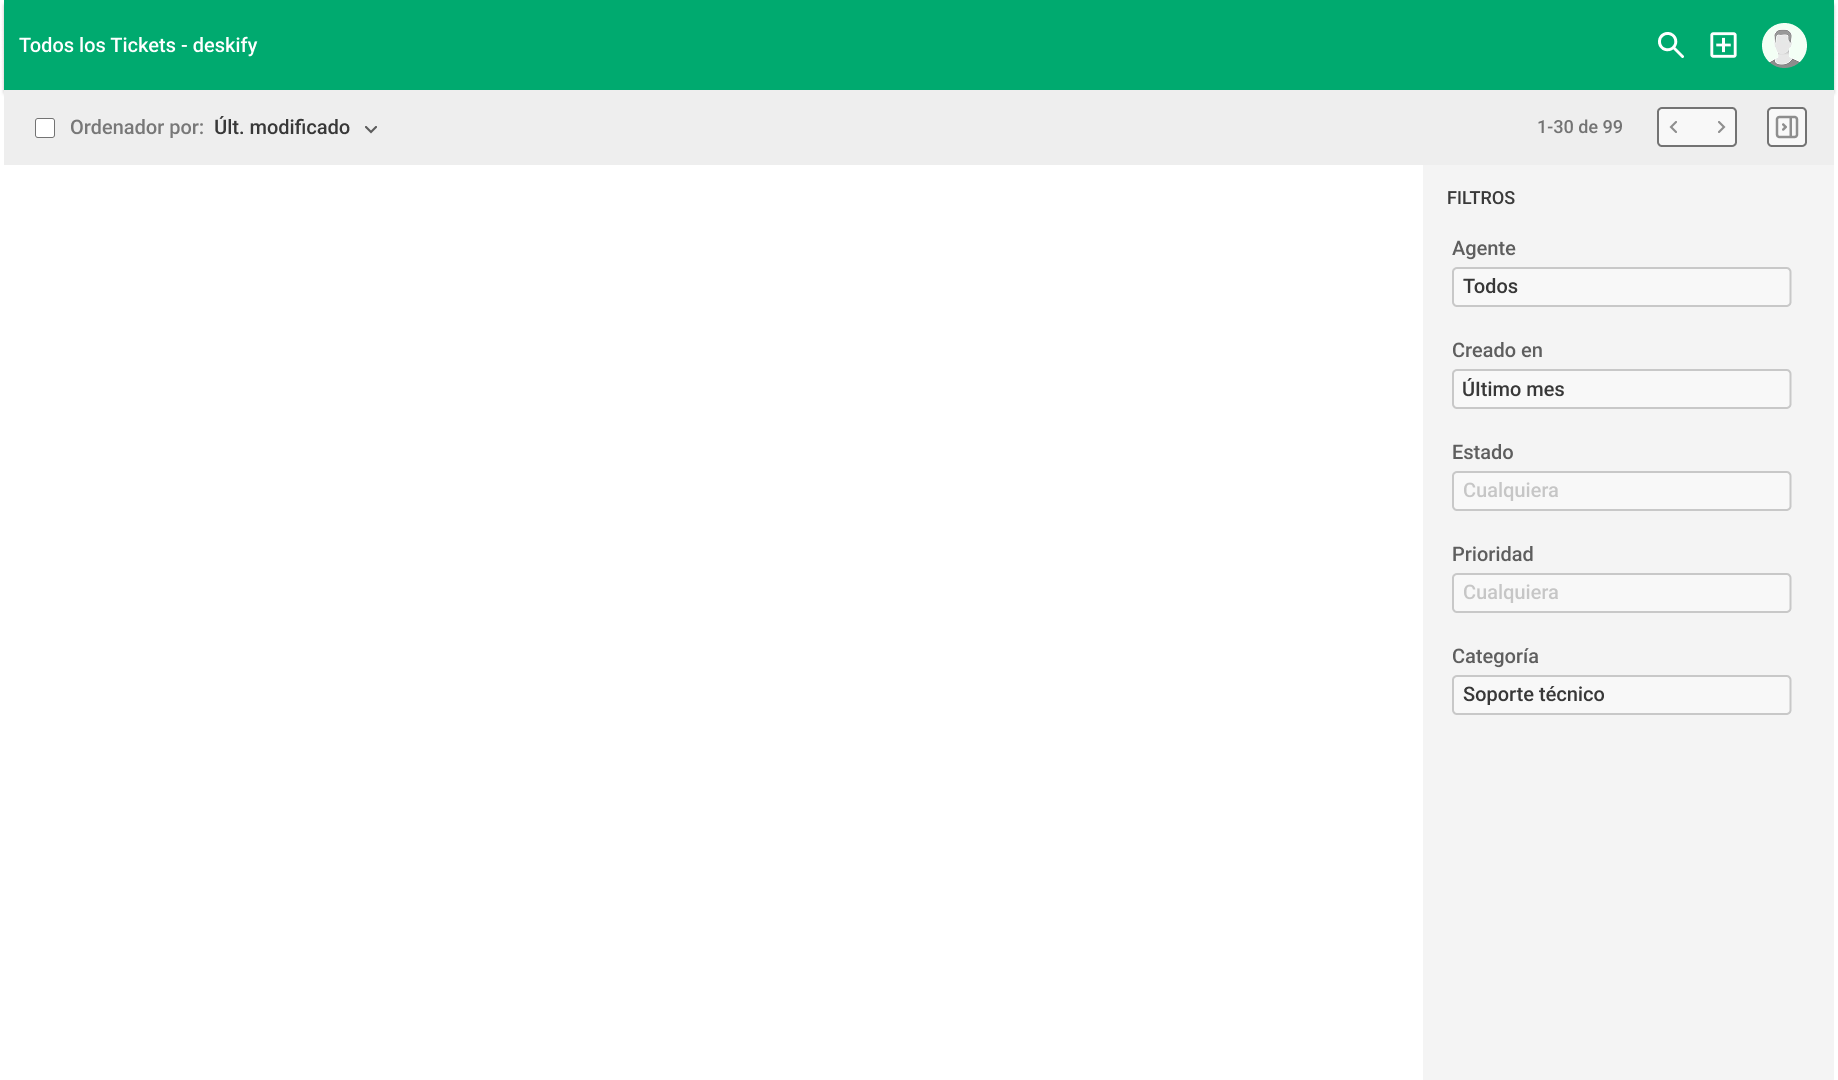 Todos los Tickets - deskify
Ordenador por: Últ. modificado
1-30 de 99
FILTROS
Agente
Todos
Creado en
Último mes
Estado
Cualquiera
Prioridad
Cualquiera
Categoría
Soporte técnico